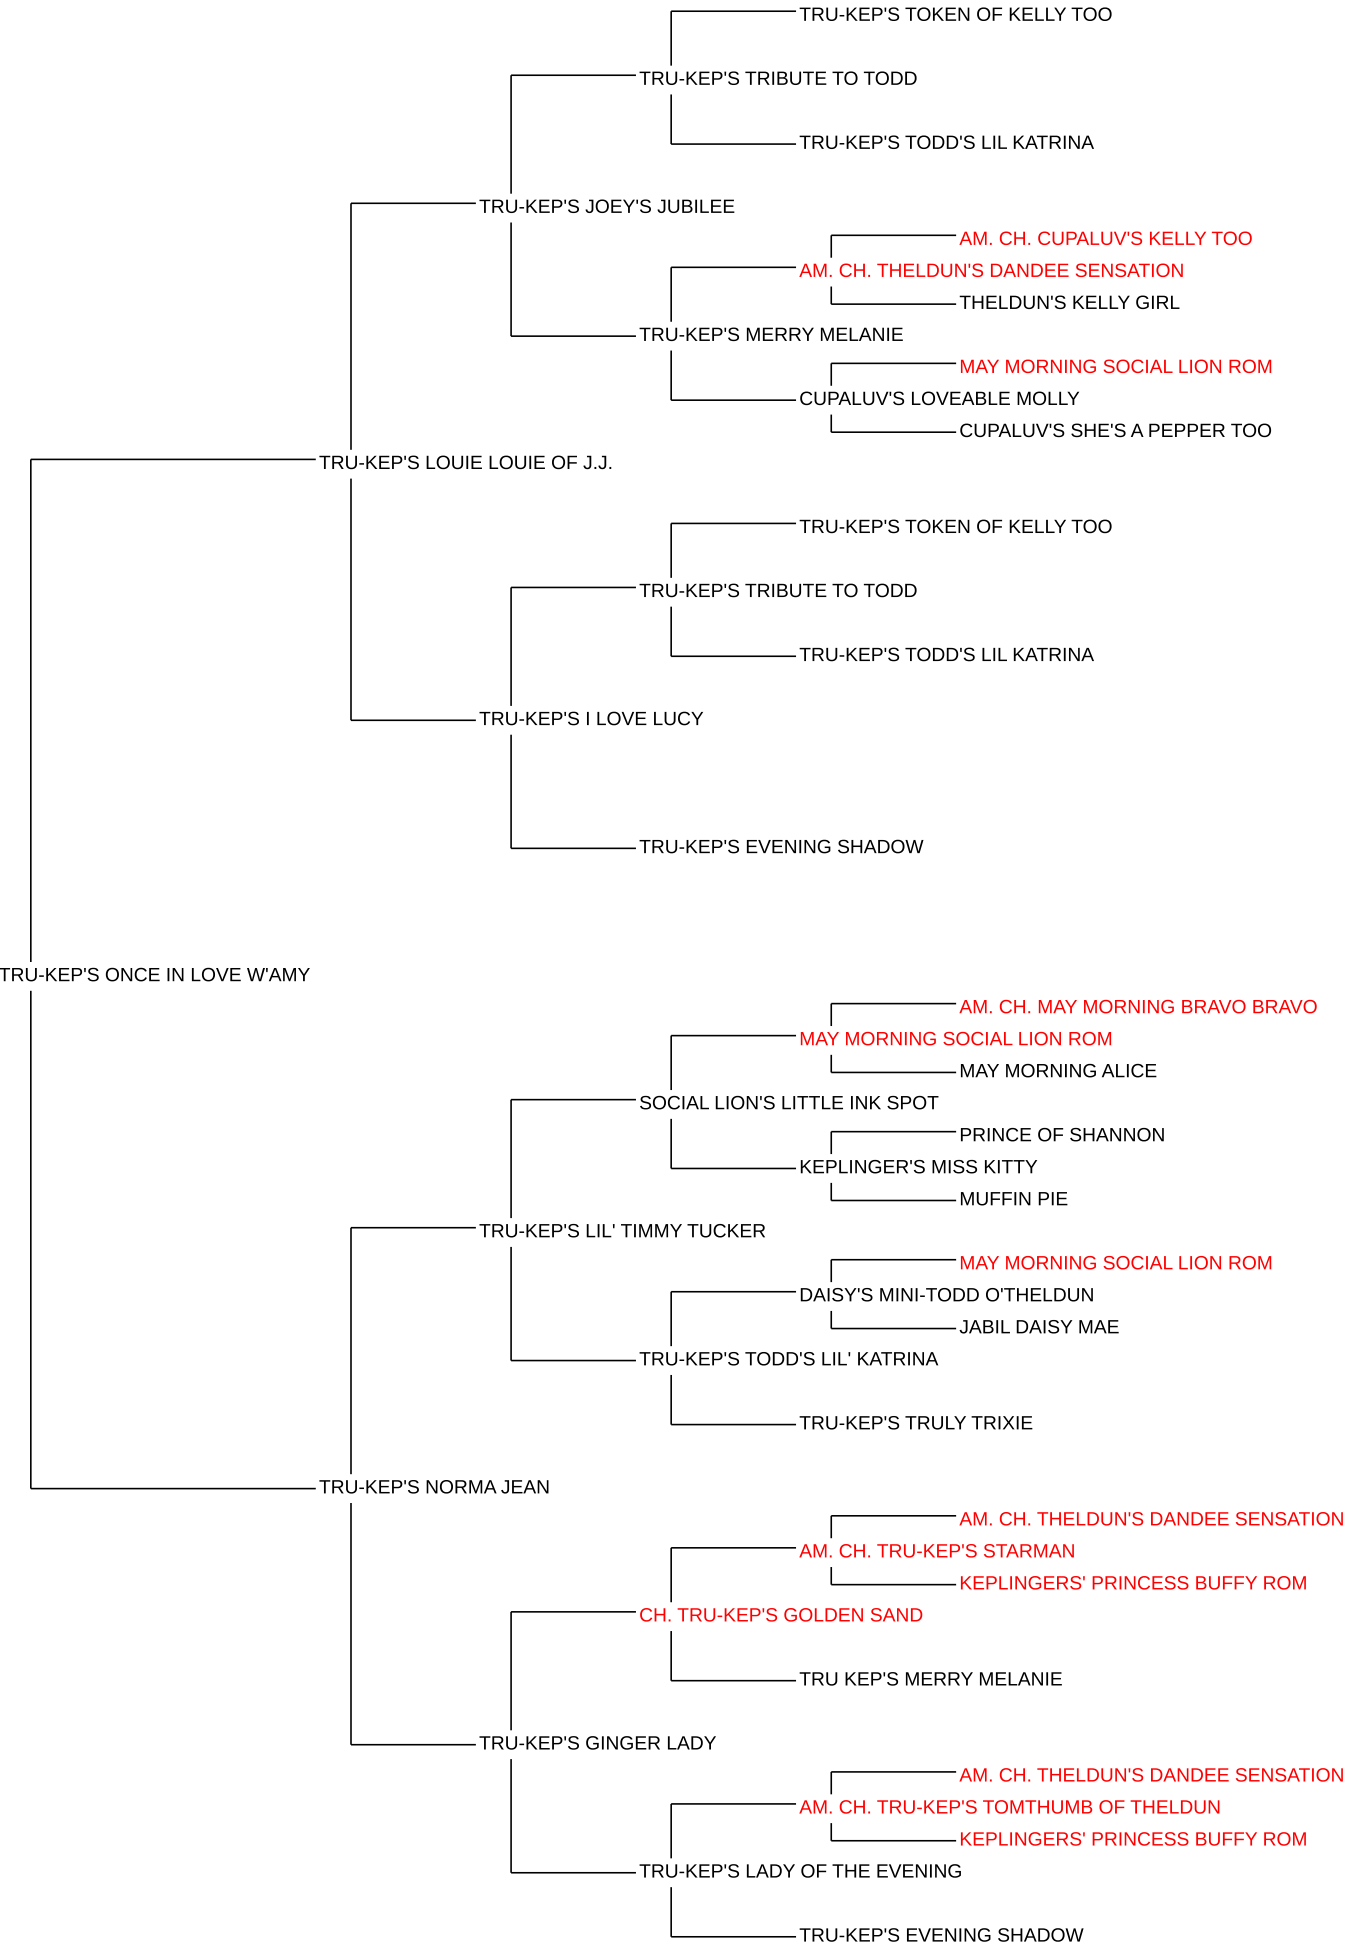 TRU-KEP'S TOKEN OF KELLY TOO
TRU-KEP'S TRIBUTE TO TODD
TRU-KEP'S TODD'S LIL KATRINA
TRU-KEP'S JOEY'S JUBILEE
AM. CH. CUPALUV'S KELLY TOO
AM. CH. THELDUN'S DANDEE SENSATION
THELDUN'S KELLY GIRL
TRU-KEP'S MERRY MELANIE
MAY MORNING SOCIAL LION ROM
CUPALUV'S LOVEABLE MOLLY
CUPALUV'S SHE'S A PEPPER TOO
TRU-KEP'S LOUIE LOUIE OF J.J.
TRU-KEP'S TOKEN OF KELLY TOO
TRU-KEP'S TRIBUTE TO TODD
TRU-KEP'S TODD'S LIL KATRINA
TRU-KEP'S I LOVE LUCY
TRU-KEP'S EVENING SHADOW
TRU-KEP'S ONCE IN LOVE W'AMY
AM. CH. MAY MORNING BRAVO BRAVO
MAY MORNING SOCIAL LION ROM
MAY MORNING ALICE
SOCIAL LION'S LITTLE INK SPOT
PRINCE OF SHANNON
KEPLINGER'S MISS KITTY
MUFFIN PIE
TRU-KEP'S LIL' TIMMY TUCKER
MAY MORNING SOCIAL LION ROM
DAISY'S MINI-TODD O'THELDUN
JABIL DAISY MAE
TRU-KEP'S TODD'S LIL' KATRINA
TRU-KEP'S TRULY TRIXIE
TRU-KEP'S NORMA JEAN
AM. CH. THELDUN'S DANDEE SENSATION
AM. CH. TRU-KEP'S STARMAN
KEPLINGERS' PRINCESS BUFFY ROM
CH. TRU-KEP'S GOLDEN SAND
TRU KEP'S MERRY MELANIE
TRU-KEP'S GINGER LADY
AM. CH. THELDUN'S DANDEE SENSATION
AM. CH. TRU-KEP'S TOMTHUMB OF THELDUN
KEPLINGERS' PRINCESS BUFFY ROM
TRU-KEP'S LADY OF THE EVENING
TRU-KEP'S EVENING SHADOW